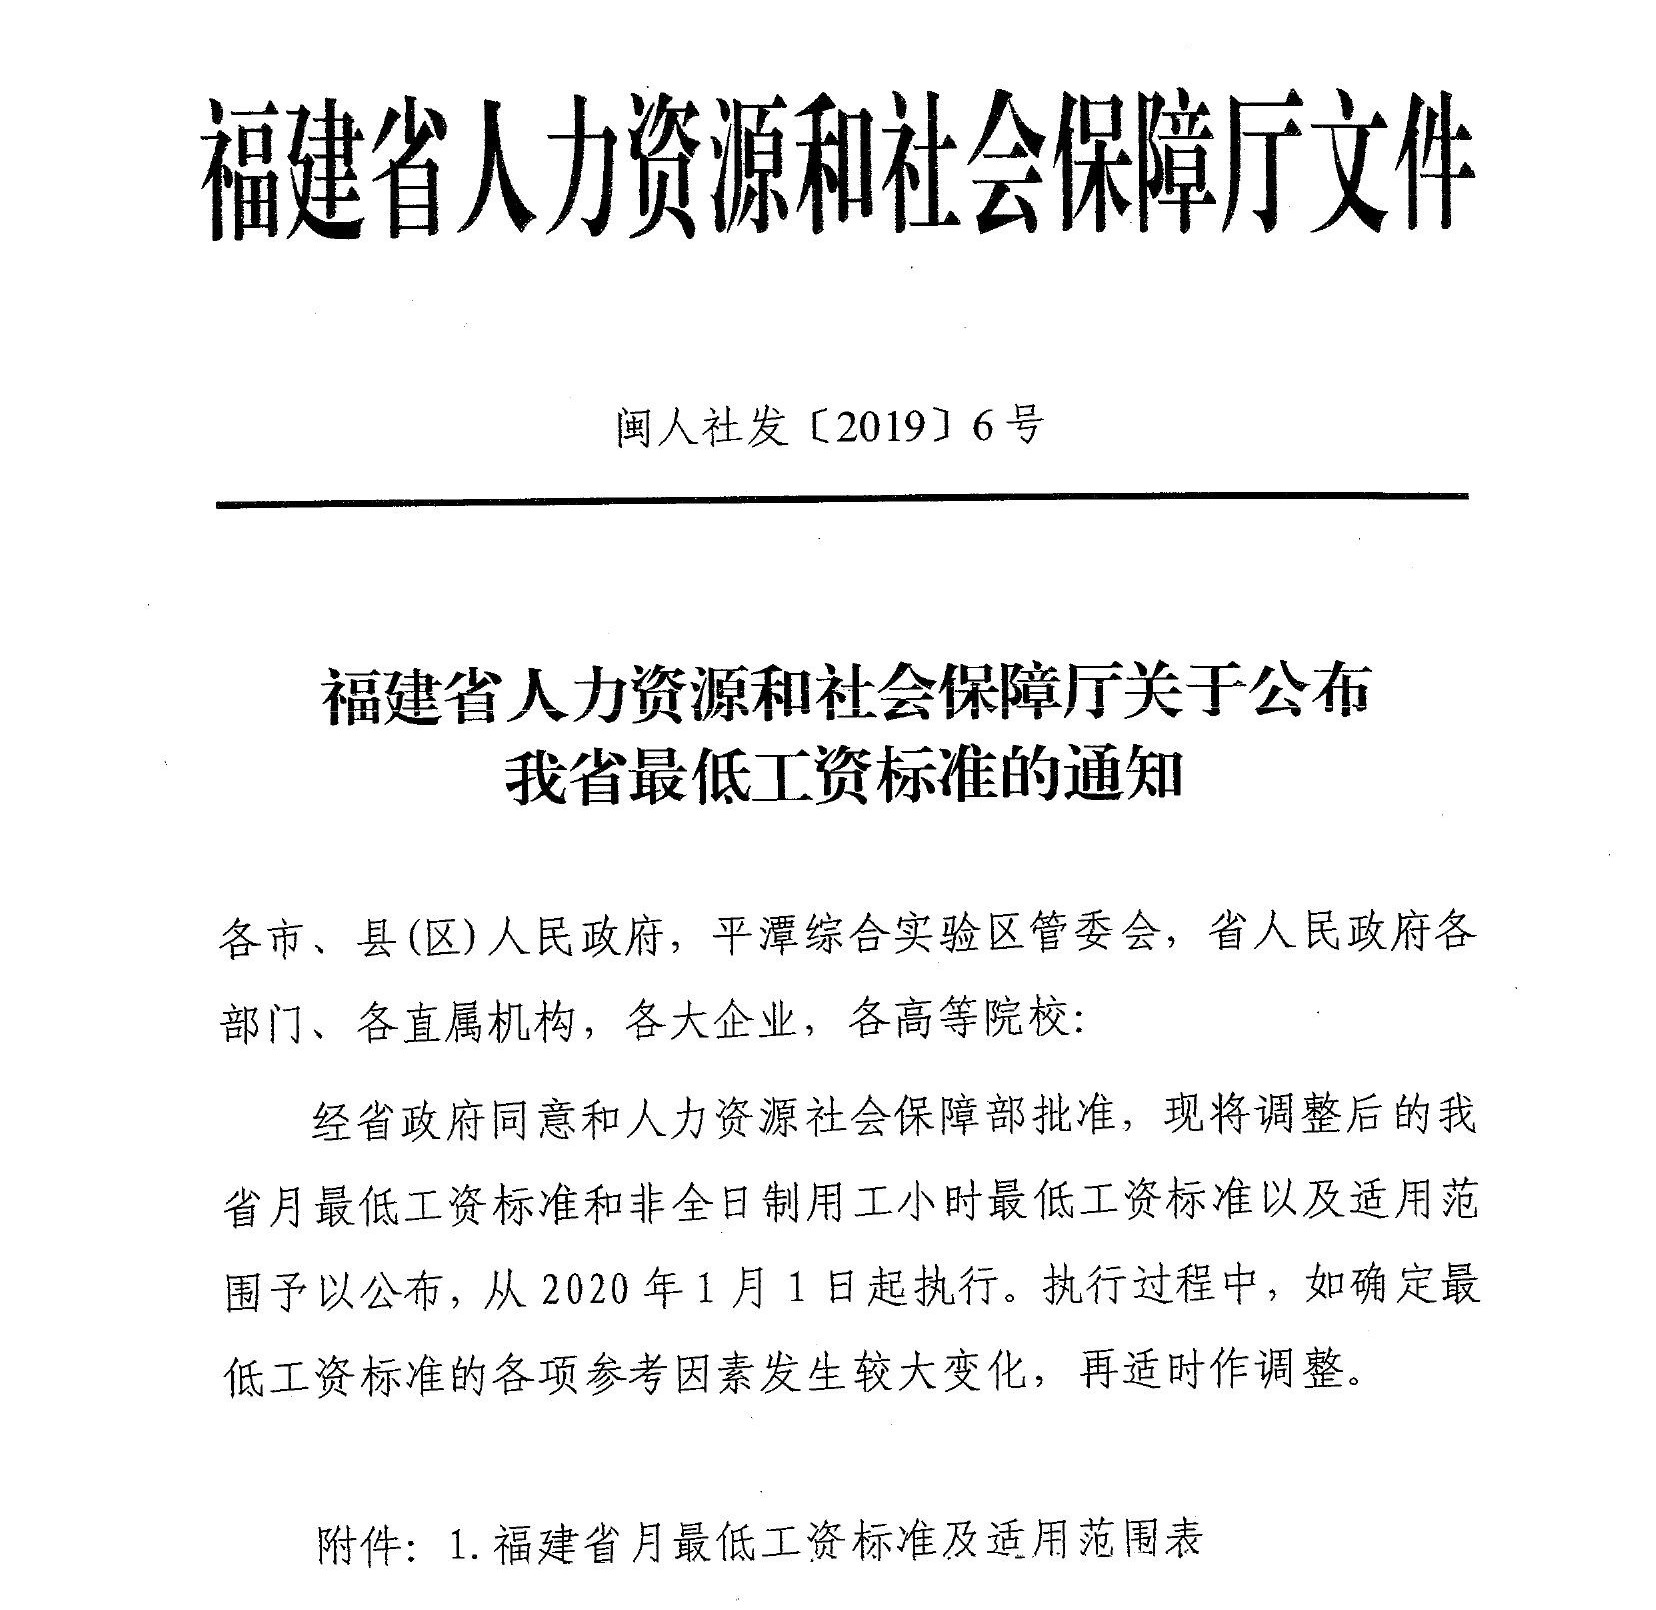 福建省人力资源和社会保障厅文件
闽人社发〔2019〕6号
福建省人力资源和社会保障厅关于公布
我省最低工资标准的通知
各市、县(区)人民政府，平潭综合实验区管委会，省人民政府各
部门、各直属机构，各大企业，各高等院校：
经省政府同意和人力资源社会保障部批准，现将调整后的我
省月最低工资标准和非全日制用工小时最低工资标准以及适用范
围予以公布，从2020年1月1日起执行。执行过程中，如确定最
低工资标准的各项参考因素发生较大变化，再适时作调整。
附件：1.福建省月最低工资标准及适用范围表